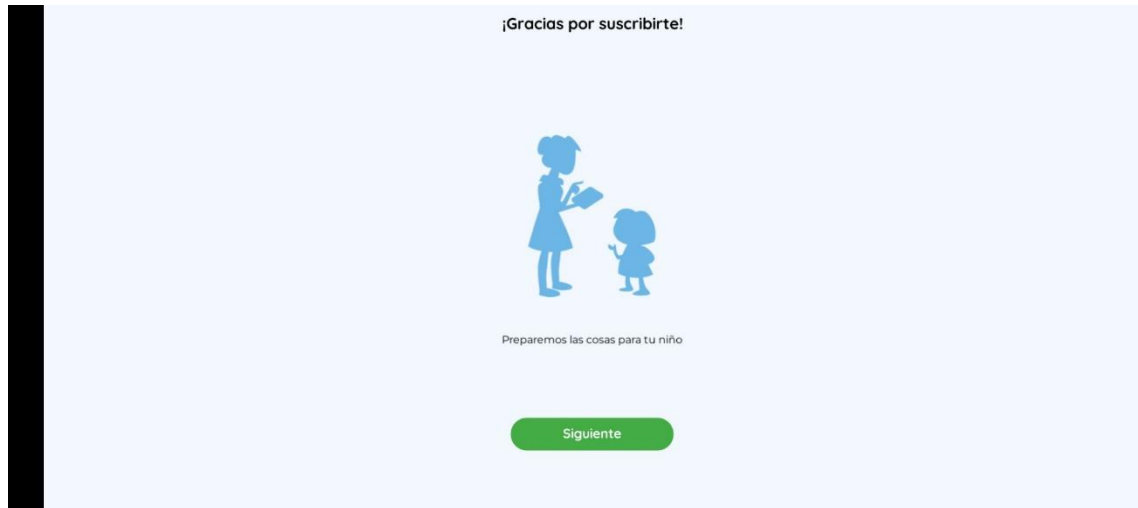 ¡Gracias por suscribirte!
Preparemos las cosas para tu niño
Siguiente